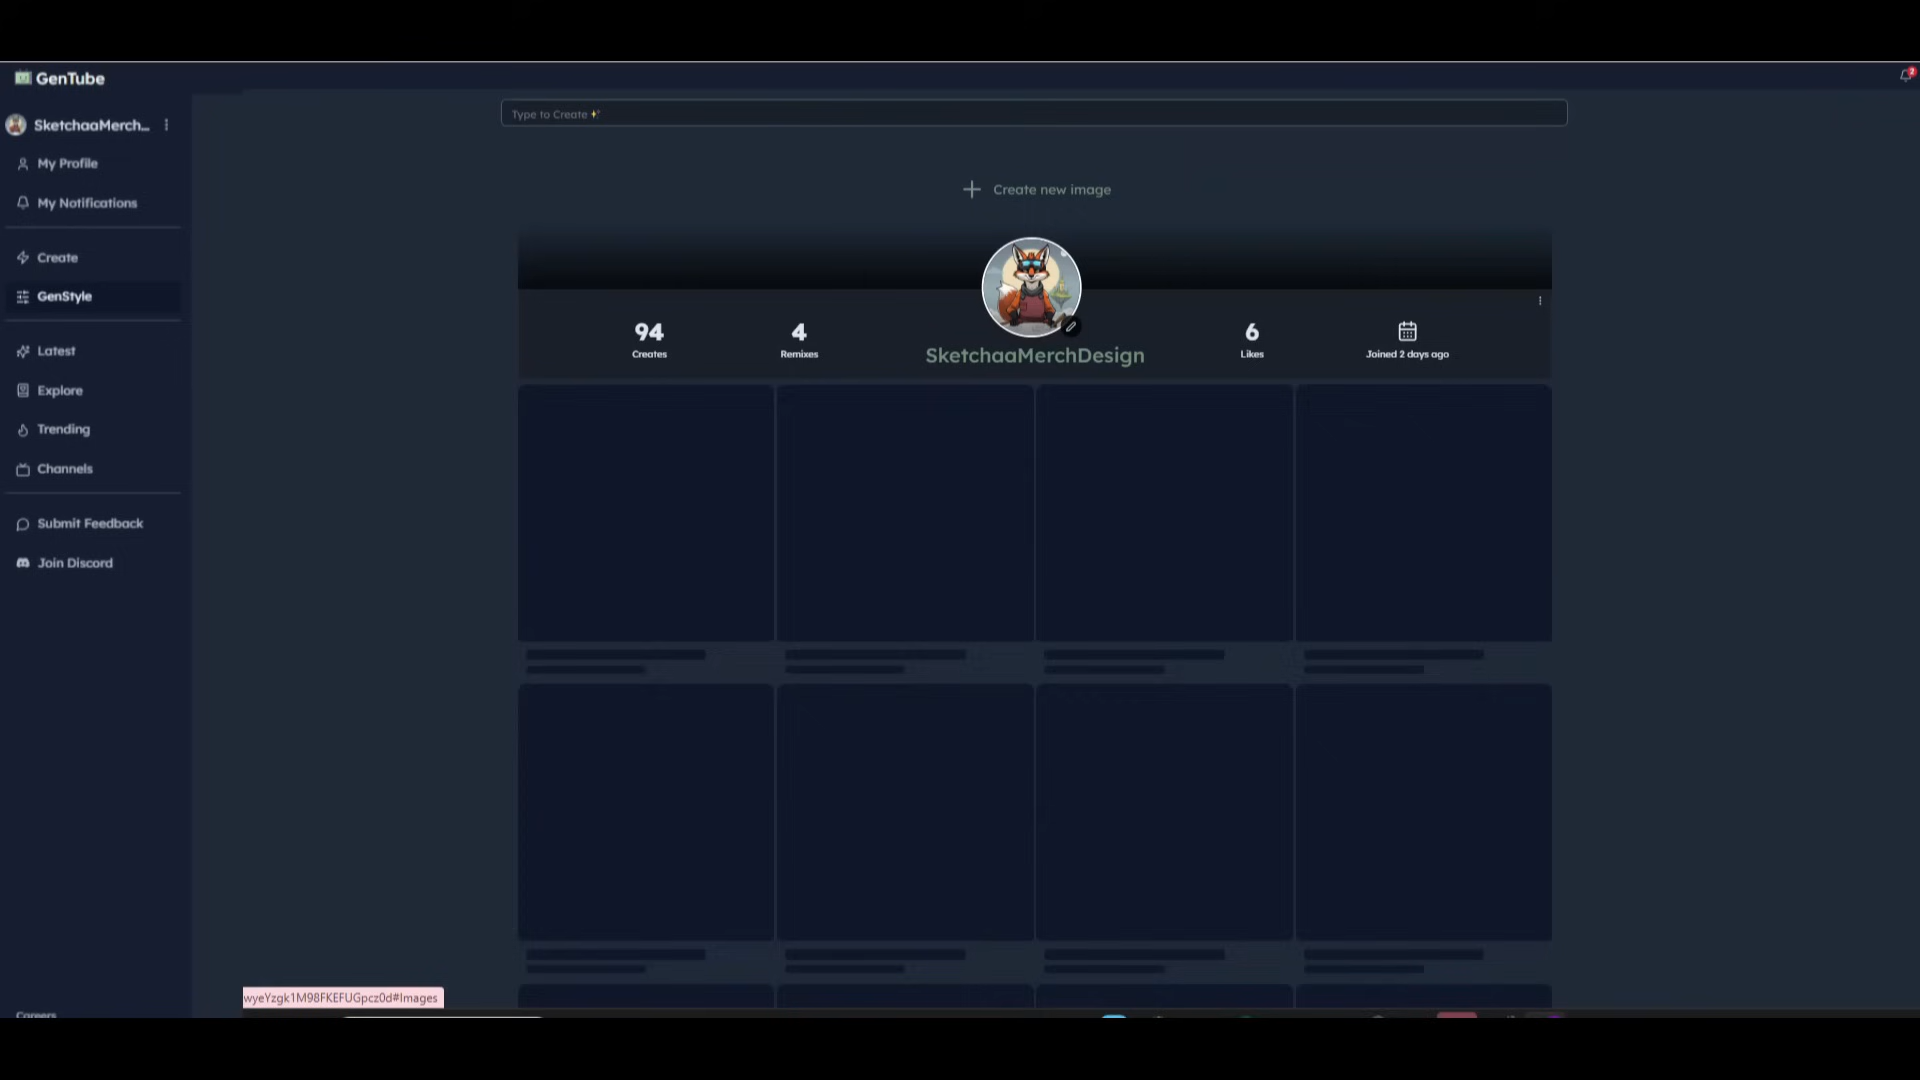 GenTube
2
SketchaaMerch...
Type to Create
My Profile
Create new image
My Notifications
Create
GenStyle
94
Creates
4
Remixes
SketchaaMerchDesign
6
Likes
Joined 2 days ago
Latest
Explore
Trending
Channels
Submit Feedback
Join Discord
wyeYzgk1M98FKEFUGpcz0d#Images
Careers